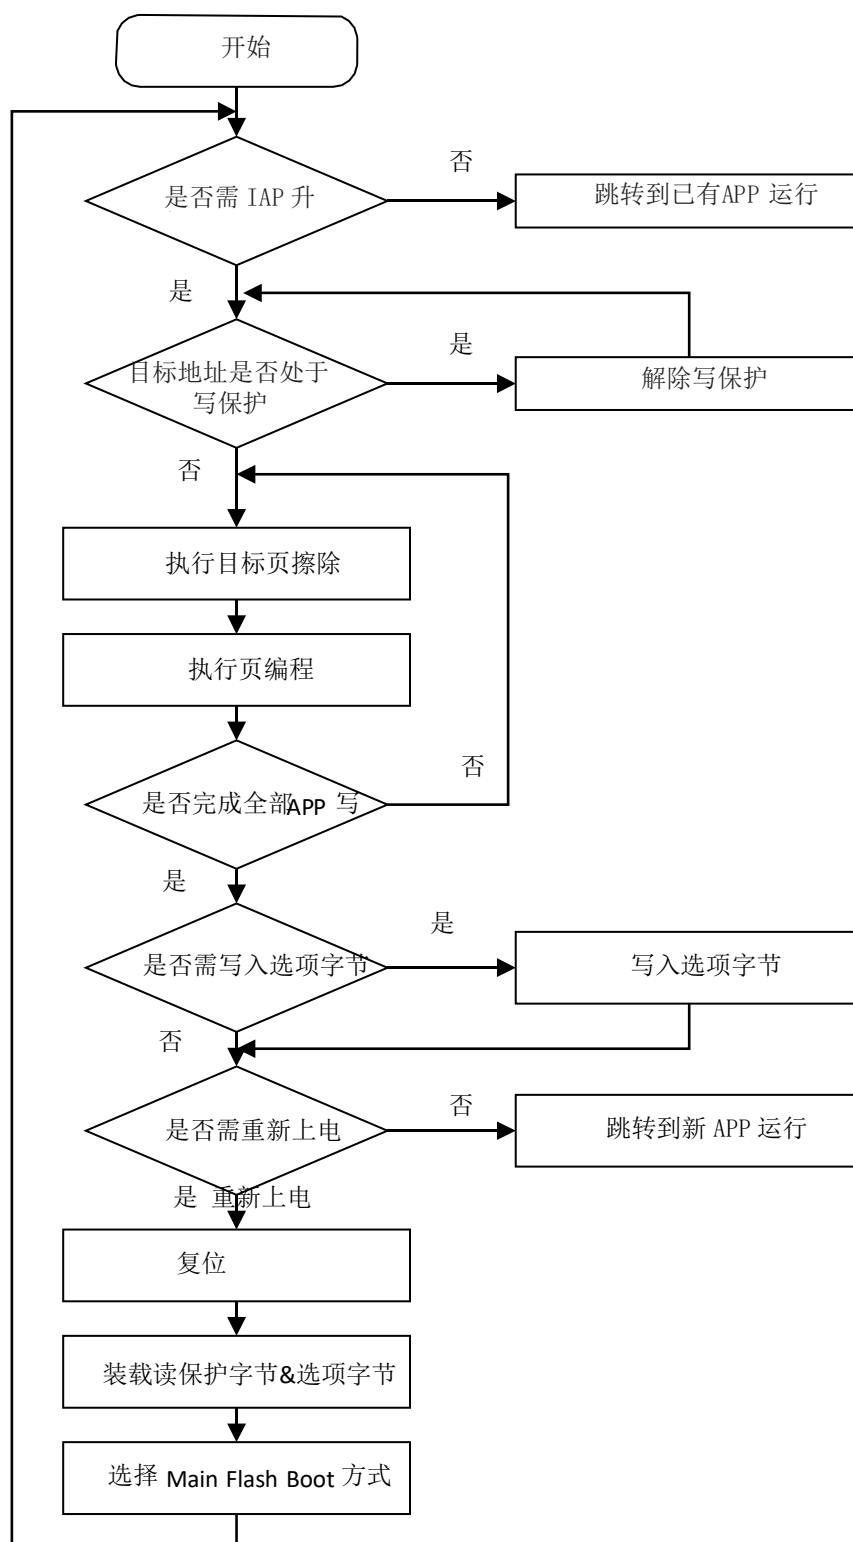 开始
是否需 IAP 升
否
跳转到已有APP 运行
是
目标地址是否处于
写保护
是
解除写保护
否
执行目标页擦除
执行页编程
是否完成全部APP 写
否
是
是否需写入选项字节
是
写入选项字节
否
是否需重新上电
否
跳转到新 APP 运行
是 重新上电
复位
装载读保护字节&选项字节
选择 Main Flash Boot 方式